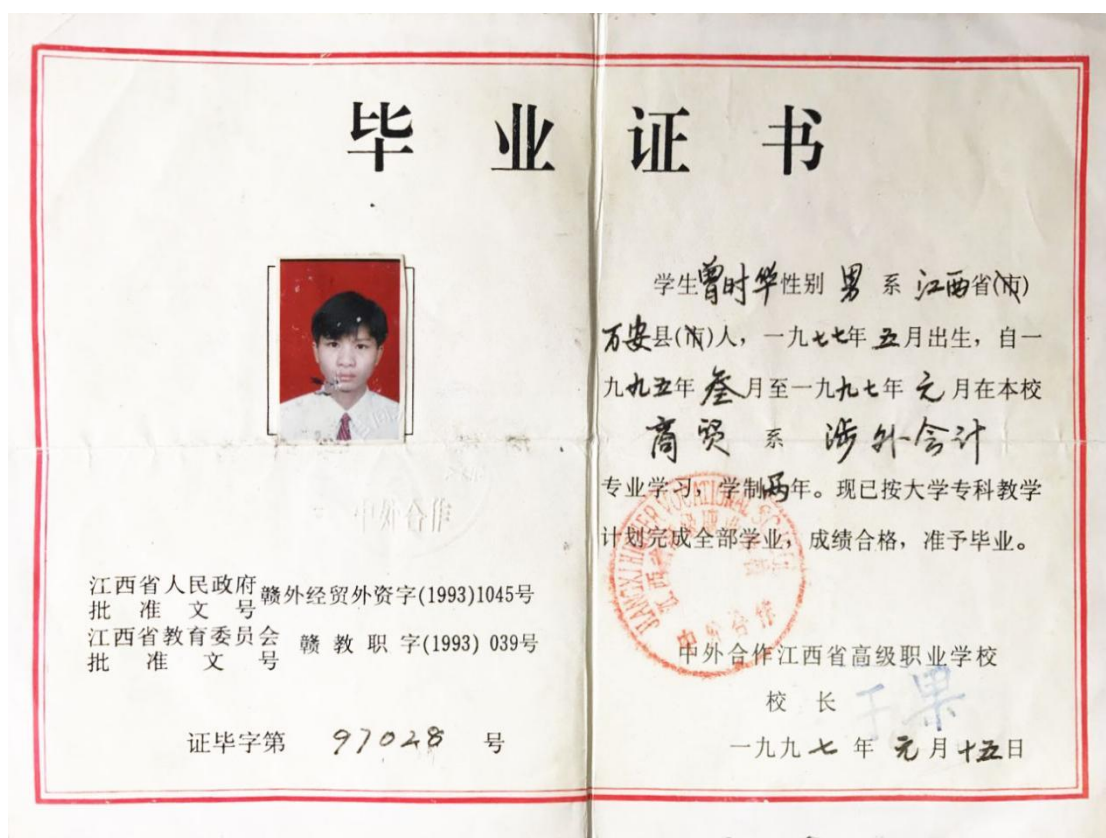 毕业证书
学生曾时华性别 男 系 江西省(市)
万安县(市)人，一九七七年 五月出生，自一
九九五年 叁月至一九九七年 元月在本校
商贸 系 涉外会计
专业学习，学制两年。现已按大学专科教学
计划完成全部学业，成绩合格，准予毕业。
江西省人民政府
批准文号 赣外经贸外资字(1993)1045号
江西省教育委员会
批准文号 赣教职字(1993) 039号
证毕字第 97028 号
JIANGXI HIGHER VOCATIONAL SCHOOL
中外合作
中外合作江西省高级职业学校
校长 于果
一九九七年 元月十五日